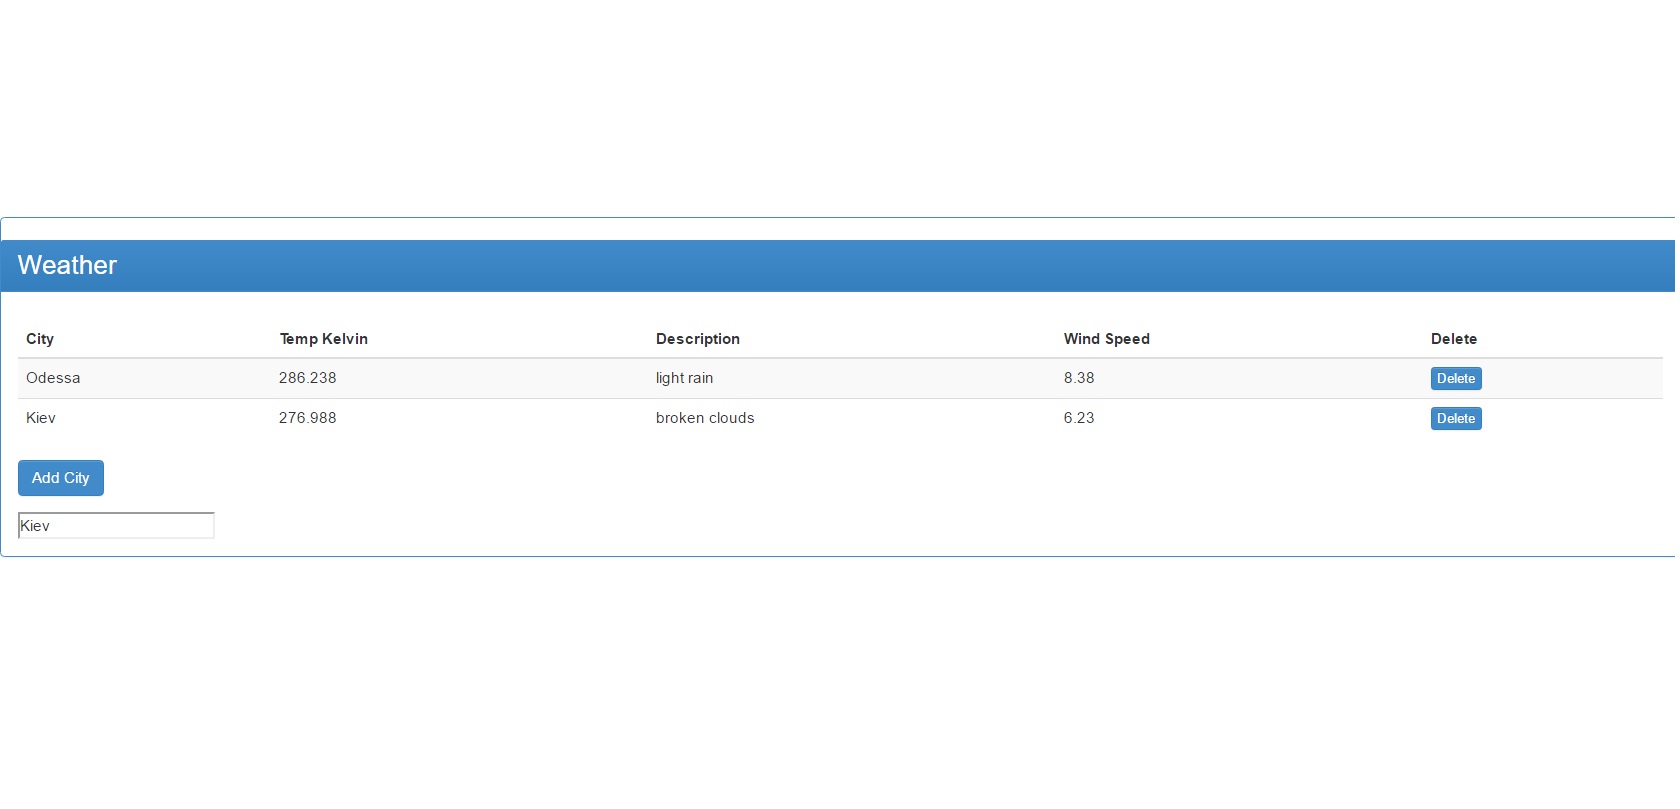 Weather
City Temp Kelvin Description Wind Speed Delete
Odessa 286.238 light rain 8.38 Delete
Kiev 276.988 broken clouds 6.23 Delete
Add City
Kiev